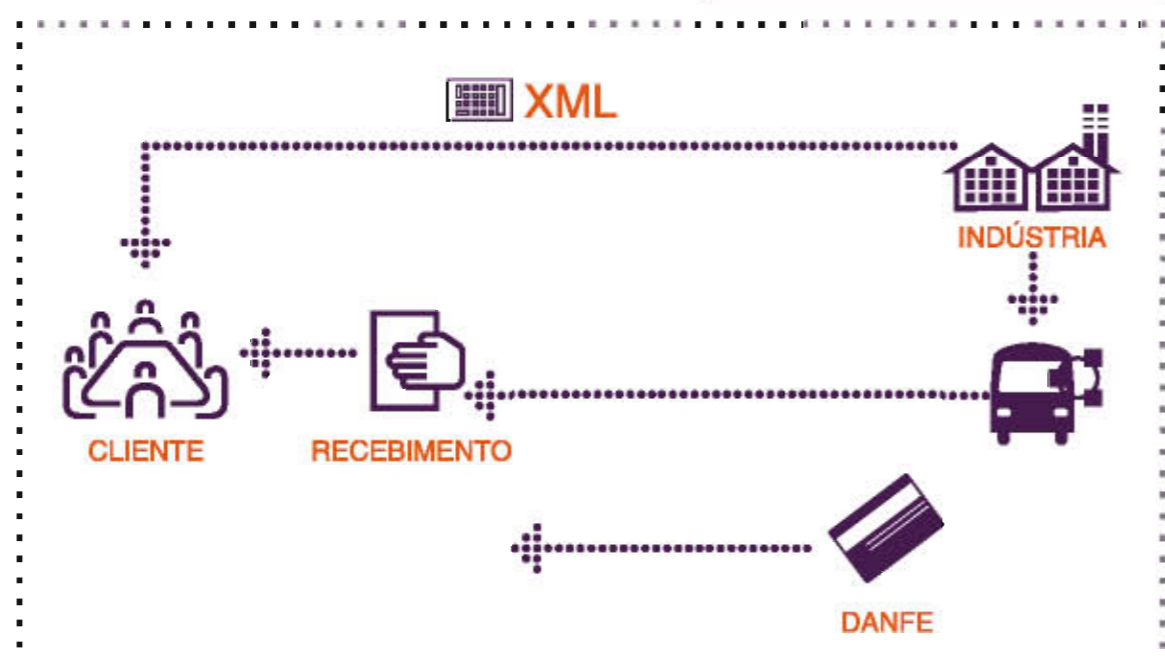 XML
INDÚSTRIA
CLIENTE
RECEBIMENTO
DANFE